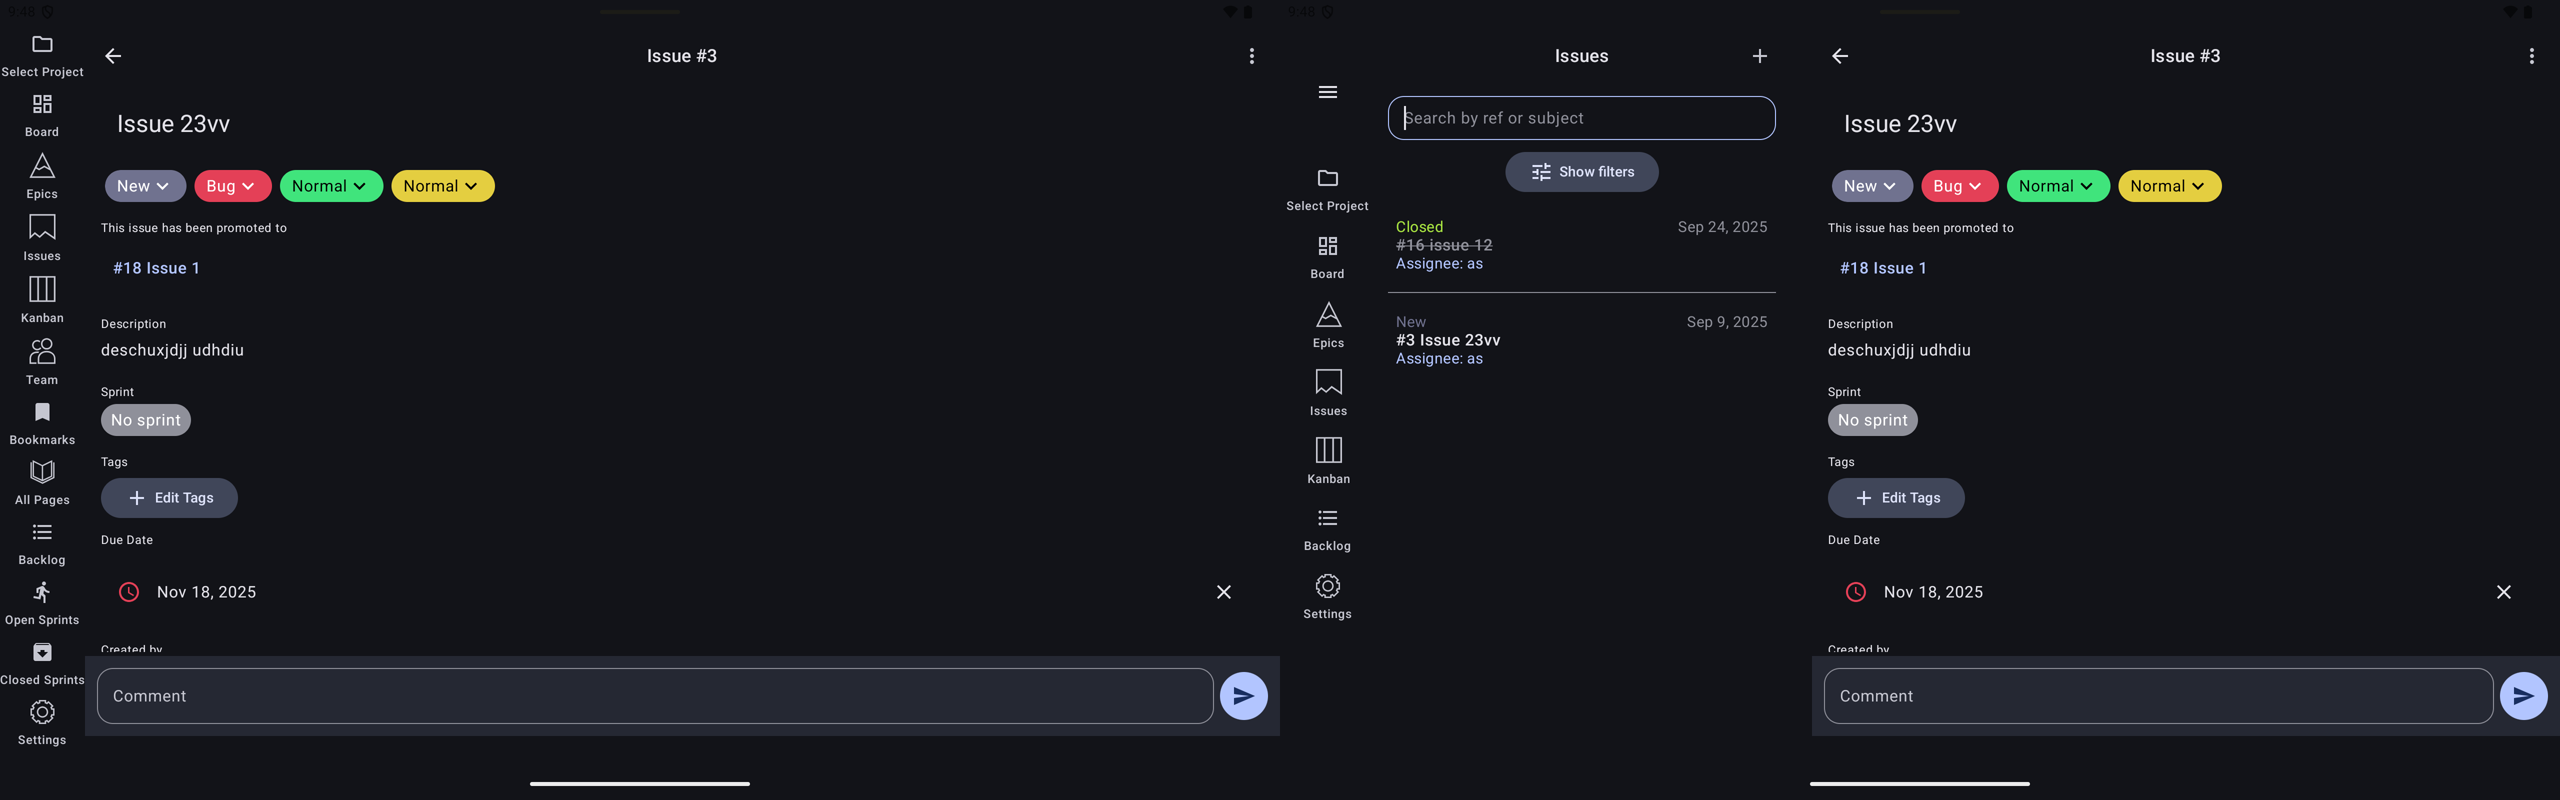 9:48
Select Project
Board
Epics
Issues
Kanban
Team
Bookmarks
All Pages
Backlog
Open Sprints
Closed Sprints
Settings
Issue #3
Issue 23vv
New Bug Normal Normal
This issue has been promoted to
#18 Issue 1
Description
deschuxjdjj udhdiu
Sprint
No sprint
Tags
Edit Tags
Due Date
Nov 18, 2025
Created by
Comment
9:48
Select Project
Board
Epics
Issues
Kanban
Backlog
Settings
Issues
Search by ref or subject
Show filters
Closed Sep 24, 2025
#16 issue 12
Assignee: as
New Sep 9, 2025
#3 Issue 23vv
Assignee: as
Issue #3
Issue 23vv
New Bug Normal Normal
This issue has been promoted to
#18 Issue 1
Description
deschuxjdjj udhdiu
Sprint
No sprint
Tags
Edit Tags
Due Date
Nov 18, 2025
Created by
Comment